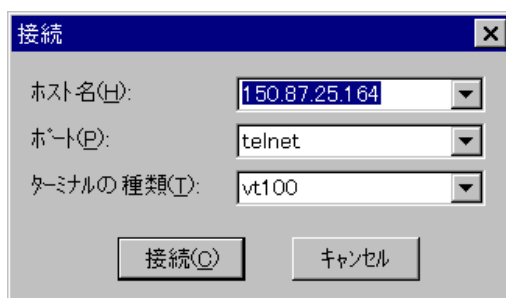 接続
ホスト名(H): 150.87.25.164
ﾎﾟｰﾄ(P): telnet
ﾀｰﾐﾅﾙの種類(T): vt100
接続(C) ｷｬﾝｾﾙ